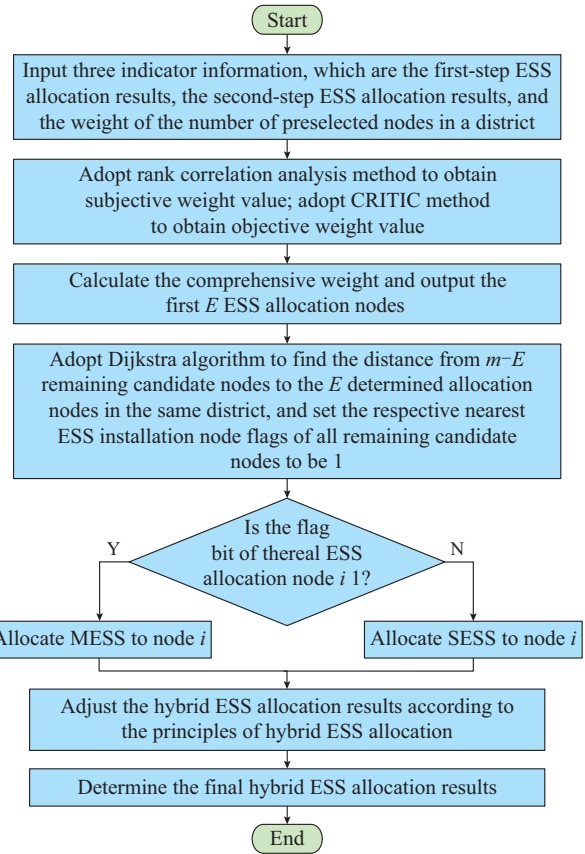 Start
Input three indicator information, which are the first-step ESS
allocation results, the second-step ESS allocation results, and
the weight of the number of preselected nodes in a district
Adopt rank correlation analysis method to obtain
subjective weight value; adopt CRITIC method
to obtain objective weight value
Calculate the comprehensive weight and output the
first E ESS allocation nodes
Adopt Dijkstra algorithm to find the distance from m−E
remaining candidate nodes to the E determined allocation
nodes in the same district, and set the respective nearest
ESS installation node flags of all remaining candidate
nodes to be 1
Is the flag
bit of thereal ESS
allocation node i 1?
Y
N
Allocate MESS to node i
Allocate SESS to node i
Adjust the hybrid ESS allocation results according to
the principles of hybrid ESS allocation
Determine the final hybrid ESS allocation results
End